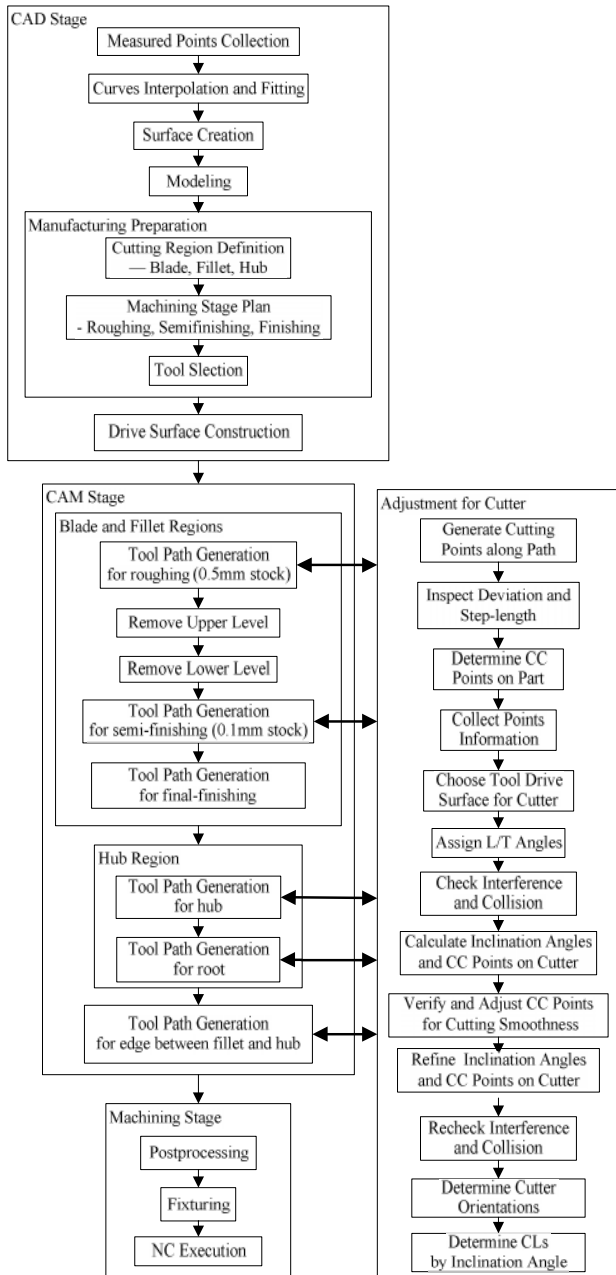 CAD Stage
Measured Points Collection
Curves Interpolation and Fitting
Surface Creation
Modeling
Manufacturing Preparation
Cutting Region Definition
— Blade, Fillet, Hub
Machining Stage Plan
- Roughing, Semifinishing, Finishing
Tool Slection
Drive Surface Construction
CAM Stage
Blade and Fillet Regions
Tool Path Generation
for roughing (0.5mm stock)
Remove Upper Level
Remove Lower Level
Tool Path Generation
for semi-finishing (0.1mm stock)
Tool Path Generation
for final-finishing
Hub Region
Tool Path Generation
for hub
Tool Path Generation
for root
Tool Path Generation
for edge between fillet and hub
Machining Stage
Postprocessing
Fixturing
NC Execution
Adjustment for Cutter
Generate Cutting
Points along Path
Inspect Deviation and
Step-length
Determine CC
Points on Part
Collect Points
Information
Choose Tool Drive
Surface for Cutter
Assign L/T Angles
Check Interference
and Collision
Calculate Inclination Angles
and CC Points on Cutter
Verify and Adjust CC Points
for Cutting Smoothness
Refine Inclination Angles
and CC Points on Cutter
Recheck Interference
and Collision
Determine Cutter
Orientations
Determine CLs
by Inclination Angle